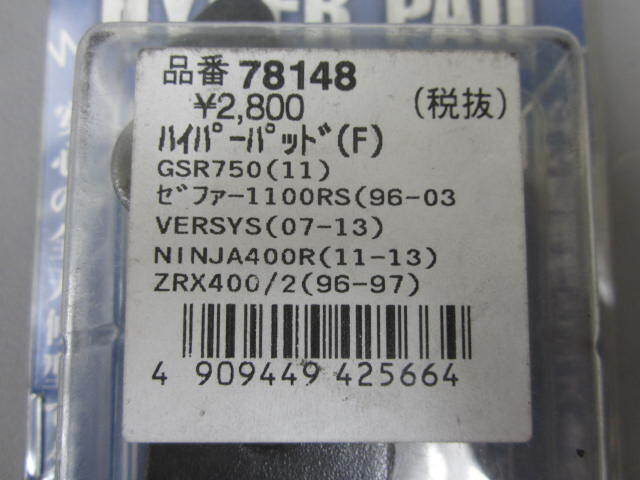 HYPER PAD
品番 78148
¥2,800 (税抜)
ﾊｲﾊﾟｰﾊﾟｯﾄﾞ(F)
GSR750(11)
ｾﾞﾌｧｰ1100RS(96-03
VERSYS(07-13)
NINJA400R(11-13)
ZRX400/2(96-97)
4 909449 425664